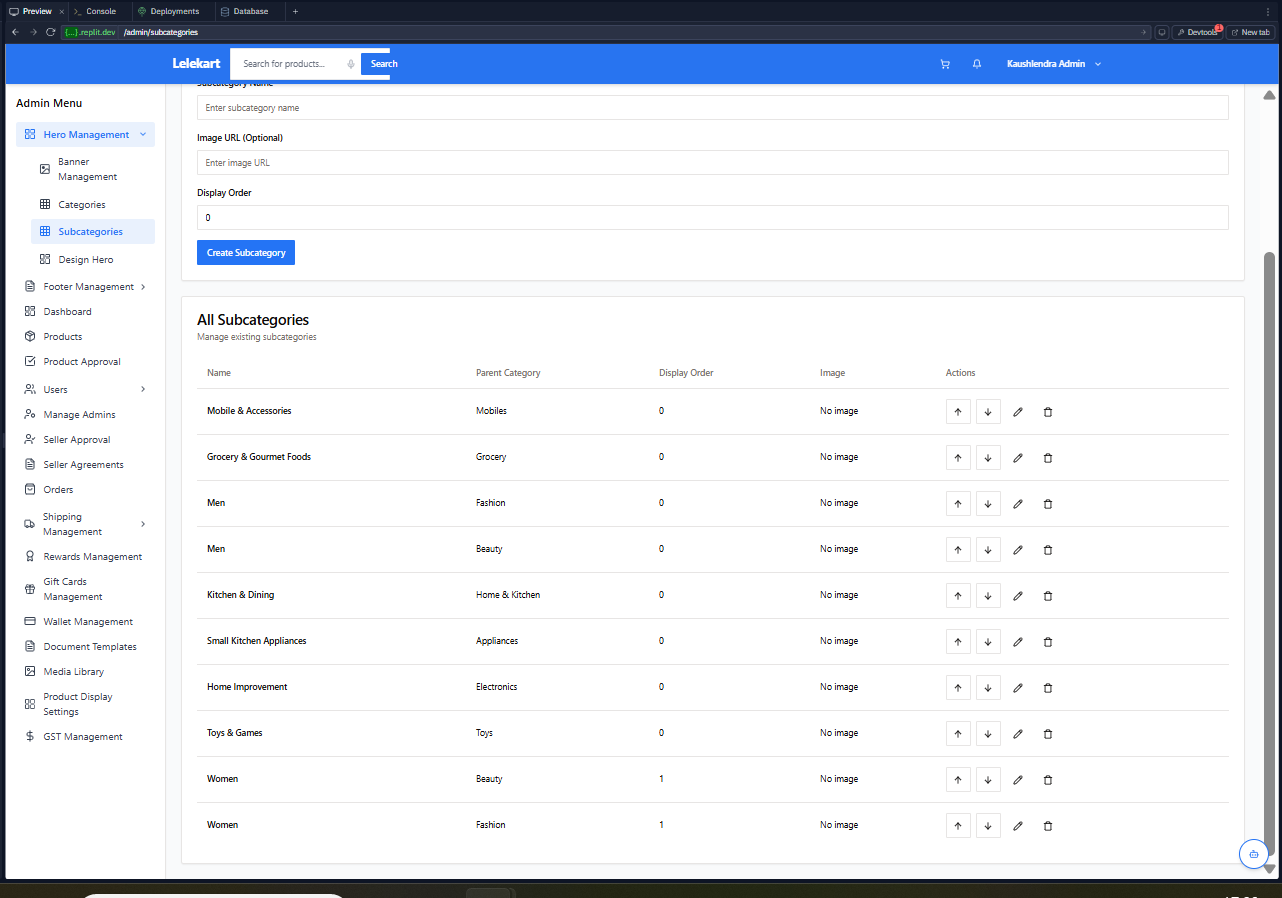 Preview × Console Deployments Database +
{...}.replit.dev /admin/subcategories Devtools 1 New tab
Lelekart Search for products... Search Kaushlendra Admin
Admin Menu
Hero Management
Banner
Management
Categories
Subcategories
Design Hero
Footer Management
Dashboard
Products
Product Approval
Users
Manage Admins
Seller Approval
Seller Agreements
Orders
Shipping
Management
Rewards Management
Gift Cards
Management
Wallet Management
Document Templates
Media Library
Product Display
Settings
GST Management
Subcategory Name
Enter subcategory name
Image URL (Optional)
Enter image URL
Display Order
0
Create Subcategory
All Subcategories
Manage existing subcategories
Name Parent Category Display Order Image Actions
Mobile & Accessories Mobiles 0 No image
Grocery & Gourmet Foods Grocery 0 No image
Men Fashion 0 No image
Men Beauty 0 No image
Kitchen & Dining Home & Kitchen 0 No image
Small Kitchen Appliances Appliances 0 No image
Home Improvement Electronics 0 No image
Toys & Games Toys 0 No image
Women Beauty 1 No image
Women Fashion 1 No image